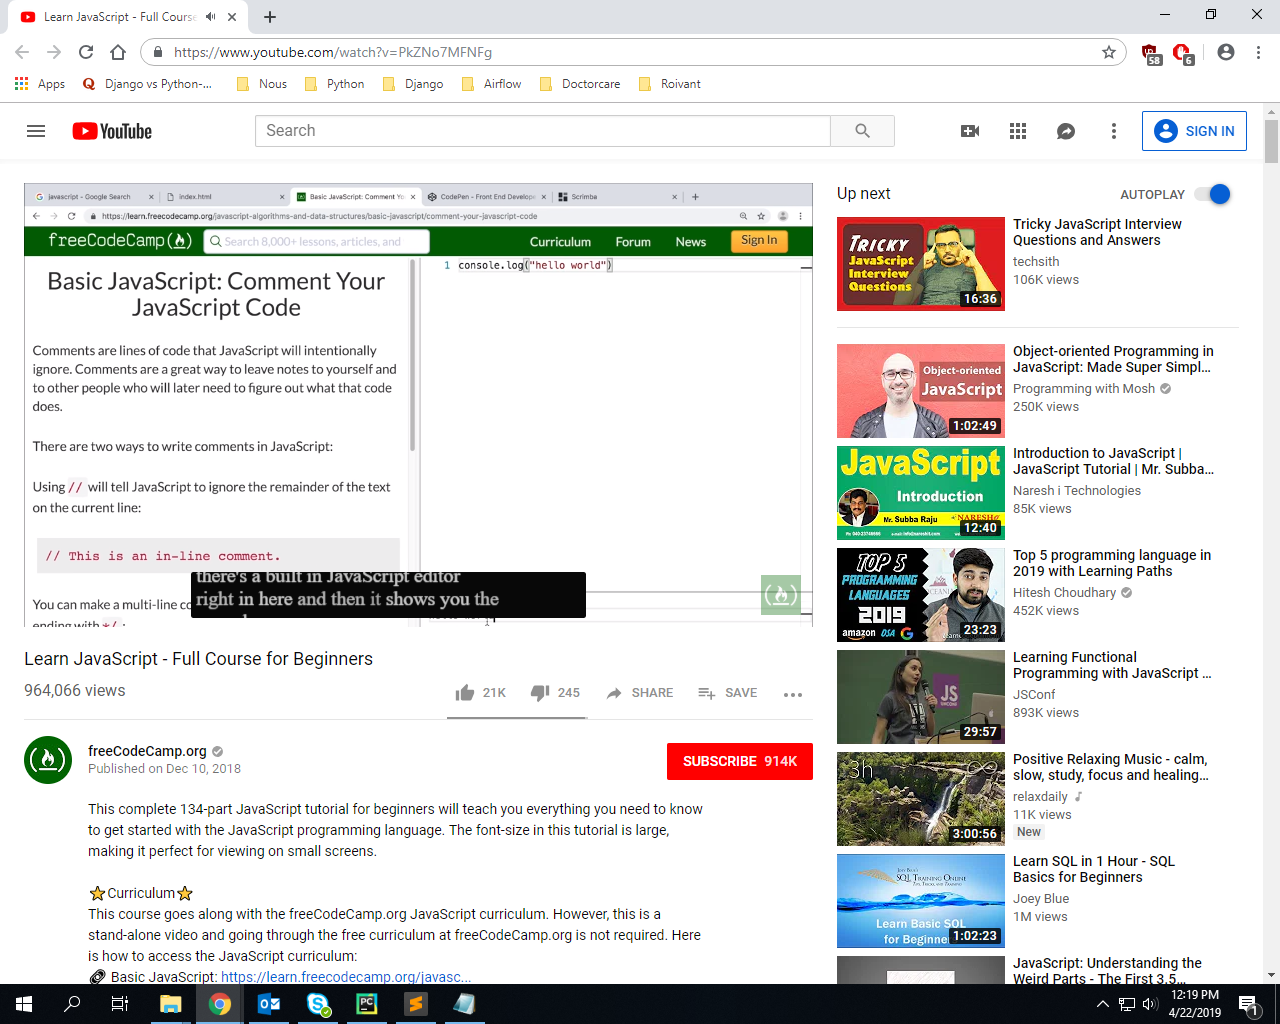 Learn JavaScript - Full Course
https://www.youtube.com/watch?v=PkZNo7MFNFg
58
6
Apps
Django vs Python-...
Nous
Python
Django
Airflow
Doctorcare
Roivant
YouTube
Search
SIGN IN
javascript - Google Search
index.html
Basic JavaScript: Comment Yo
CodePen - Front End Develope
Scrimba
https://learn.freecodecamp.org/javascript-algorithms-and-data-structures/basic-javascript/comment-your-javascript-code
freeCodeCamp
Search 8,000+ lessons, articles, and
Curriculum
Forum
News
Sign In
Basic JavaScript: Comment Your
JavaScript Code
Comments are lines of code that JavaScript will intentionally
ignore. Comments are a great way to leave notes to yourself and
to other people who will later need to figure out what that code
does.
There are two ways to write comments in JavaScript:
Using // will tell JavaScript to ignore the remainder of the text
on the current line:
// This is an in-line comment.
You can make a multi-line co
ending with */ :
1 console.log("hello world")
there's a built in JavaScript editor
right in here and then it shows you the
Learn JavaScript - Full Course for Beginners
964,066 views
21K
245
SHARE
SAVE
freeCodeCamp.org
Published on Dec 10, 2018
SUBSCRIBE 914K
This complete 134-part JavaScript tutorial for beginners will teach you everything you need to know
to get started with the JavaScript programming language. The font-size in this tutorial is large,
making it perfect for viewing on small screens.
⭐Curriculum⭐
This course goes along with the freeCodeCamp.org JavaScript curriculum. However, this is a
stand-alone video and going through the free curriculum at freeCodeCamp.org is not required. Here
is how to access the JavaScript curriculum:
🔗 Basic JavaScript: https://learn.freecodecamp.org/javasc...
Up next
AUTOPLAY
TRICKY
JavaScript
Interview
Questions
16:36
Tricky JavaScript Interview
Questions and Answers
techsith
106K views
Object-oriented
JavaScript
1:02:49
Object-oriented Programming in
JavaScript: Made Super Simpl...
Programming with Mosh
250K views
JavaScript
Introduction
Mr. Subba Raju
NARESH
12:40
Introduction to JavaScript |
JavaScript Tutorial | Mr. Subba...
Naresh i Technologies
85K views
TOP 5
PROGRAMMING
LANGUAGES
2019
amazon
USA
23:23
Top 5 programming language in
2019 with Learning Paths
Hitesh Choudhary
452K views
JS
29:57
Learning Functional
Programming with JavaScript ...
JSConf
893K views
3h
3:00:56
Positive Relaxing Music - calm,
slow, study, focus and healing...
relaxdaily
11K views
New
JOEY BLUE'
SQL TRAINING ONLINE
TIPS, TRICKS, AND TRAINING
Learn Basic SQL
for Beginner
1:02:23
Learn SQL in 1 Hour - SQL
Basics for Beginners
Joey Blue
1M views
JavaScript: Understanding the
Weird Parts - The First 3.5...
12:19 PM
4/22/2019
1